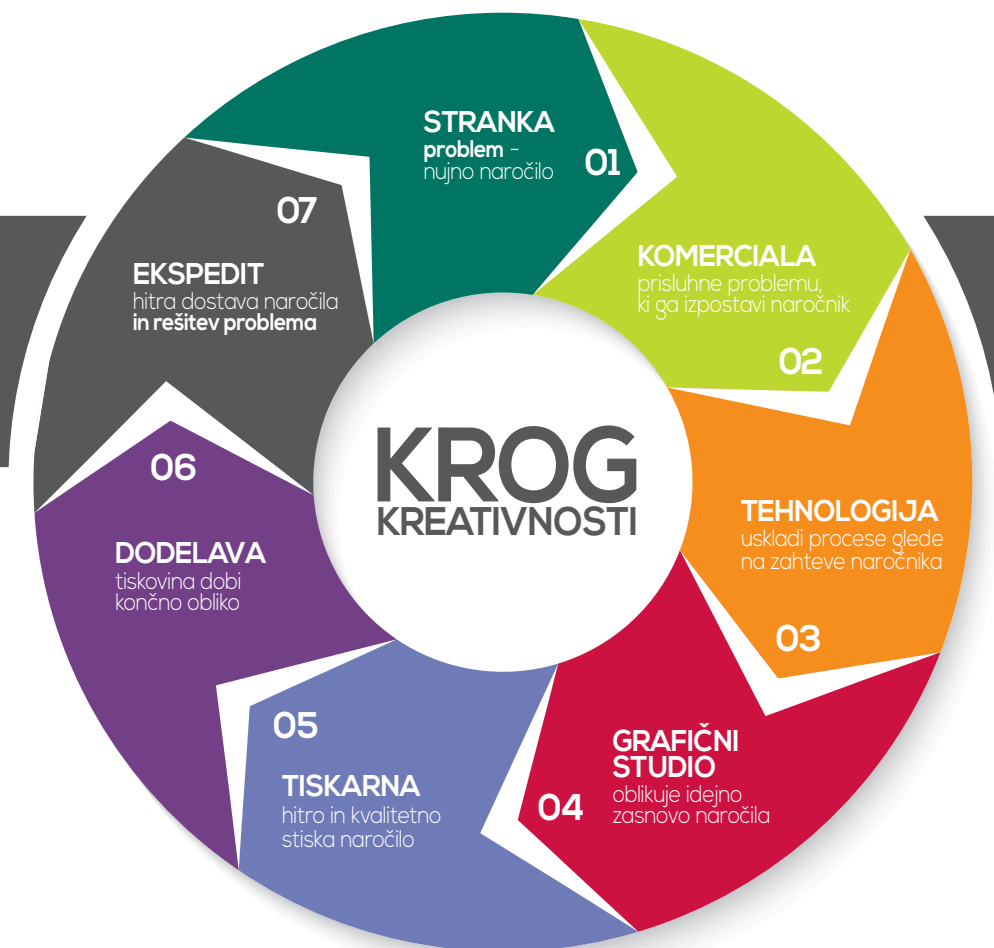 KROG
KREATIVNOSTI
STRANKA
problem -
nujno naročilo
01
KOMERCIALA
prisluhne problemu,
ki ga izpostavi naročnik
02
TEHNOLOGIJA
uskladi procese glede
na zahteve naročnika
03
GRAFIČNI
STUDIO
oblikuje idejno
zasnovo naročila
04
05
TISKARNA
hitro in kvalitetno
stiska naročilo
06
DODELAVA
tiskovina dobi
končno obliko
07
EKSPEDIT
hitra dostava naročila
in rešitev problema